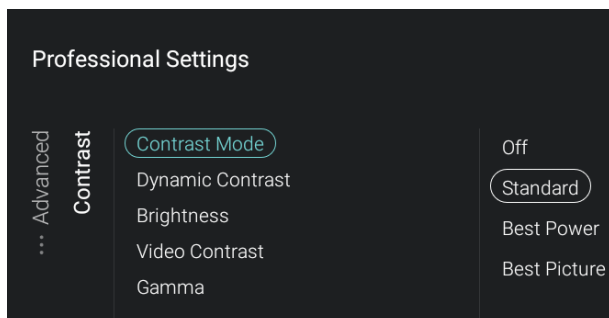 Professional Settings
... Advanced
Contrast
Contrast Mode
Dynamic Contrast
Brightness
Video Contrast
Gamma
Off
Standard
Best Power
Best Picture